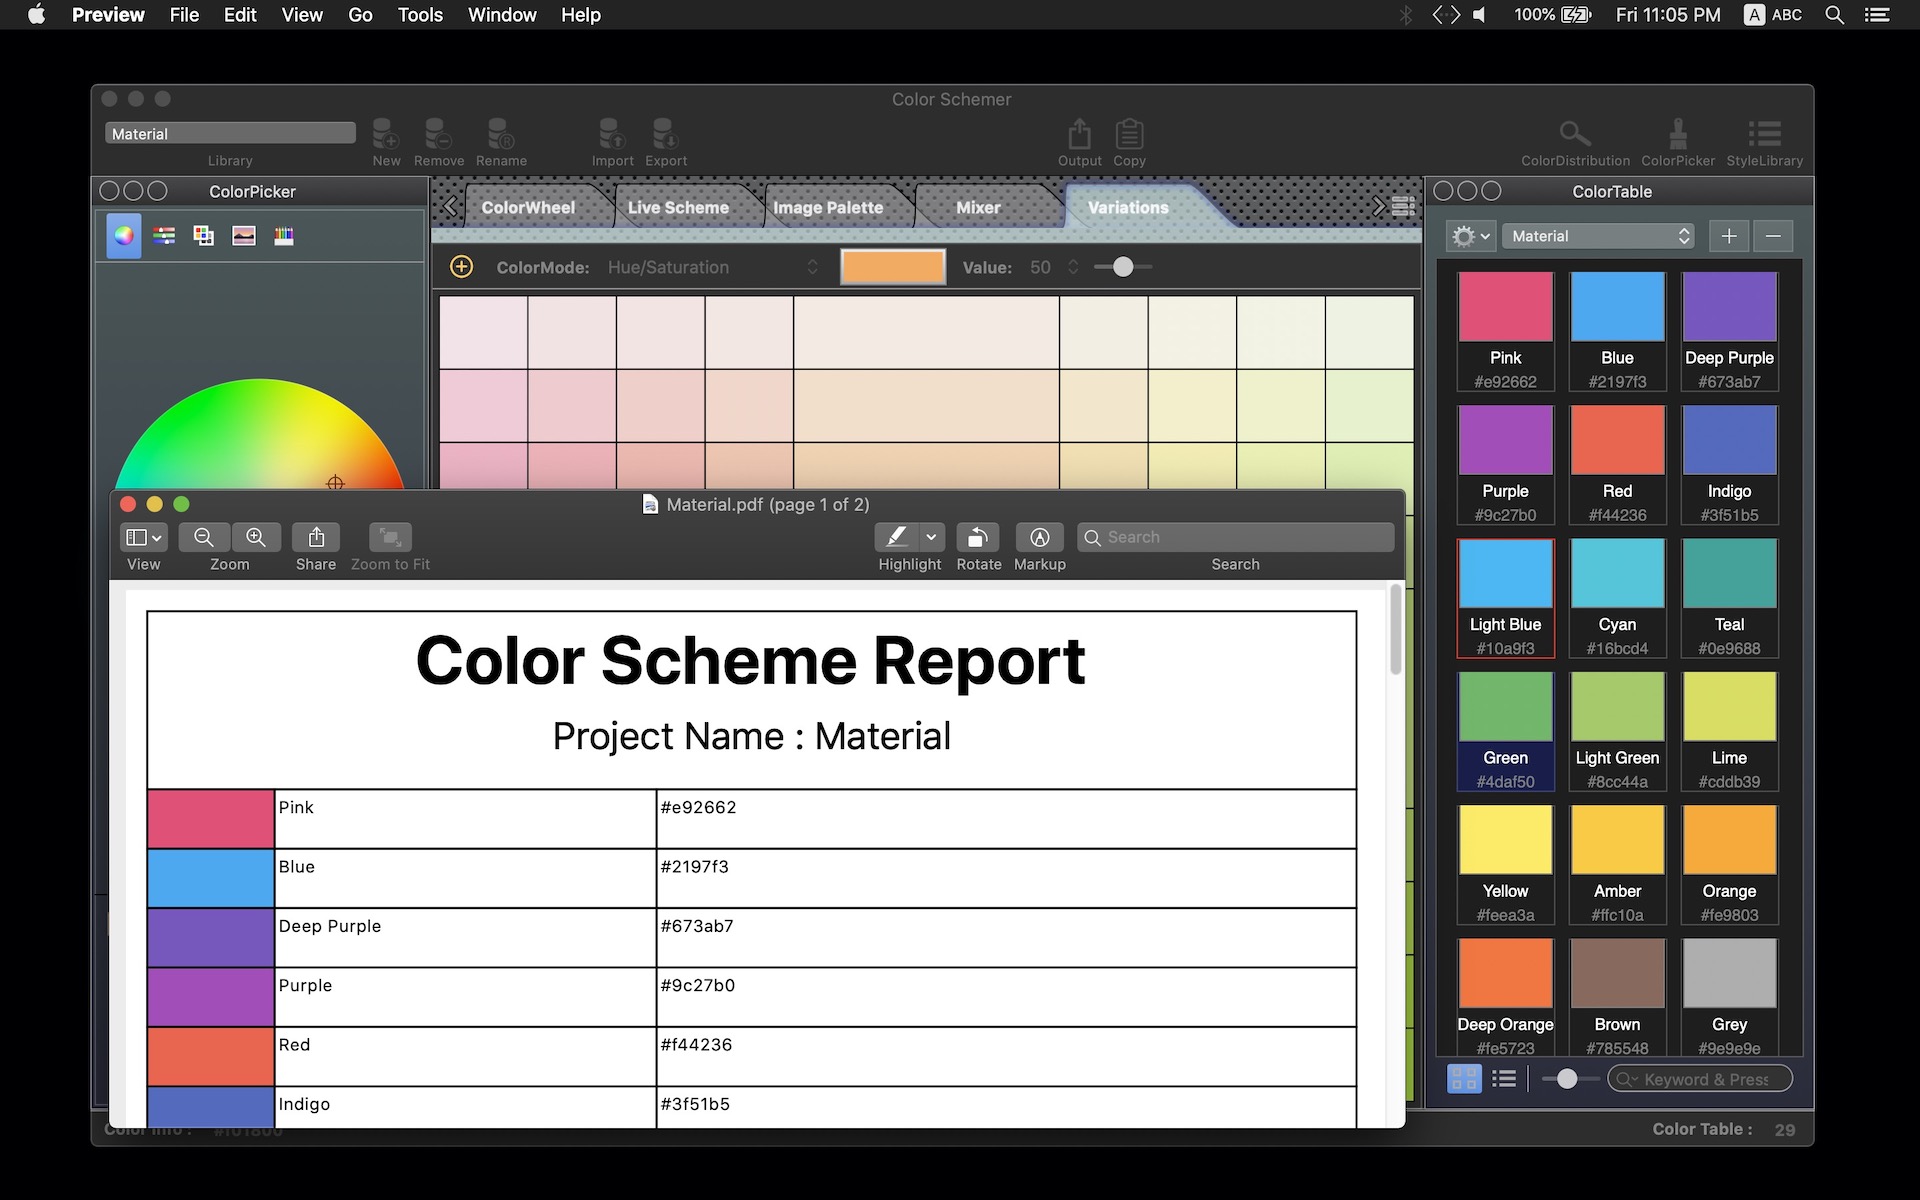 Preview File Edit View Go Tools Window Help
100% Fri 11:05 PM A ABC
Color Schemer
Material
Library
New Remove Rename Import Export
Output Copy
ColorDistribution ColorPicker StyleLibrary
ColorPicker
ColorWheel Live Scheme Image Palette Mixer Variations
ColorMode: Hue/Saturation Value: 50
ColorTable
Material
Pink Blue Deep Purple
#e92662 #2197f3 #673ab7
Purple Red Indigo
#9c27b0 #f44236 #3f51b5
Light Blue Cyan Teal
#10a9f3 #16bcd4 #0e9688
Green Light Green Lime
#4daf50 #8cc44a #cddb39
Yellow Amber Orange
#feea3a #ffc10a #fe9803
Deep Orange Brown Grey
#fe5723 #785548 #9e9e9e
Keyword & Press
Material.pdf (page 1 of 2)
Search
View Zoom Share Zoom to Fit Highlight Rotate Markup Search
Color Scheme Report
Project Name : Material
Pink #e92662
Blue #2197f3
Deep Purple #673ab7
Purple #9c27b0
Red #f44236
Indigo #3f51b5
Color Info :
Color Table : 29